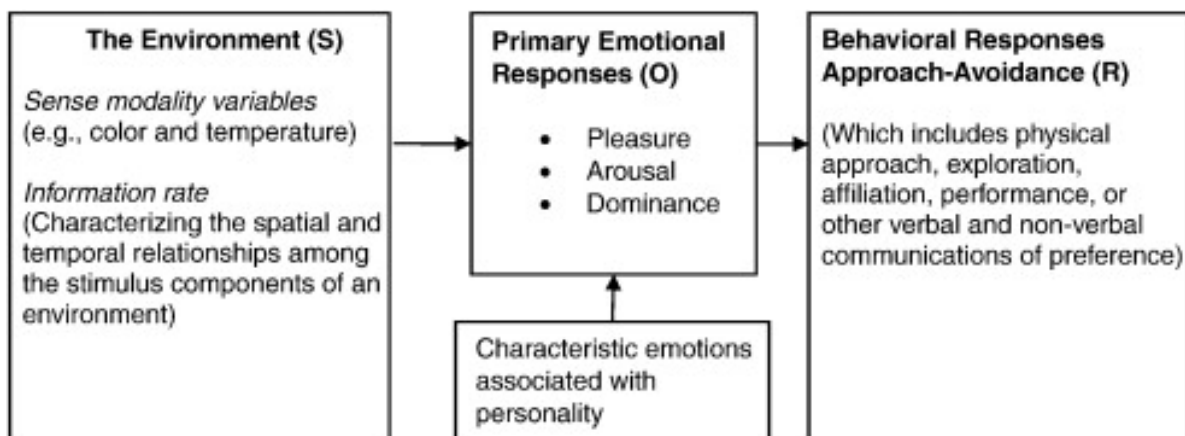 The Environment (S)
Sense modality variables
(e.g., color and temperature)
Information rate
(Characterizing the spatial and
temporal relationships among
the stimulus components of an
environment)
Primary Emotional
Responses (O)
• Pleasure
• Arousal
• Dominance
Characteristic emotions
associated with
personality
Behavioral Responses
Approach-Avoidance (R)
(Which includes physical
approach, exploration,
affiliation, performance, or
other verbal and non-verbal
communications of preference)